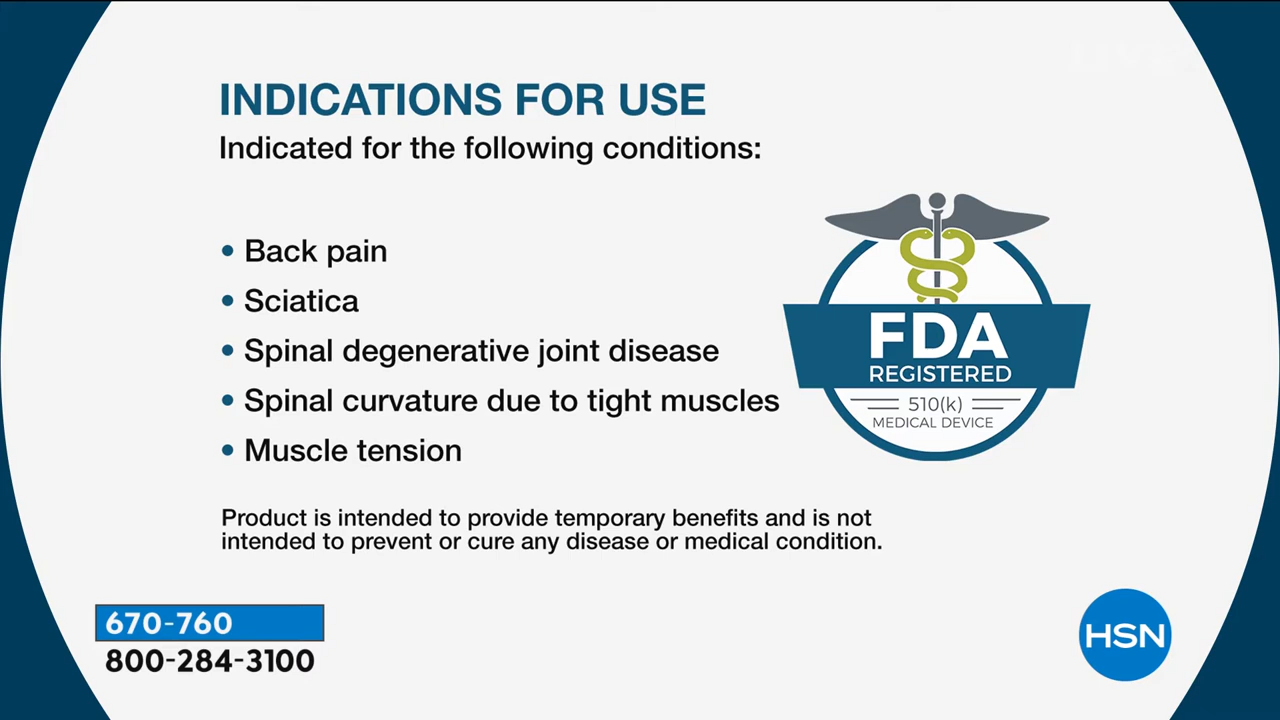 INDICATIONS FOR USE
Indicated for the following conditions:
• Back pain
• Sciatica
• Spinal degenerative joint disease
• Spinal curvature due to tight muscles
• Muscle tension
FDA
REGISTERED
510(k)
MEDICAL DEVICE
Product is intended to provide temporary benefits and is not
intended to prevent or cure any disease or medical condition.
670-760
800-284-3100
HSN